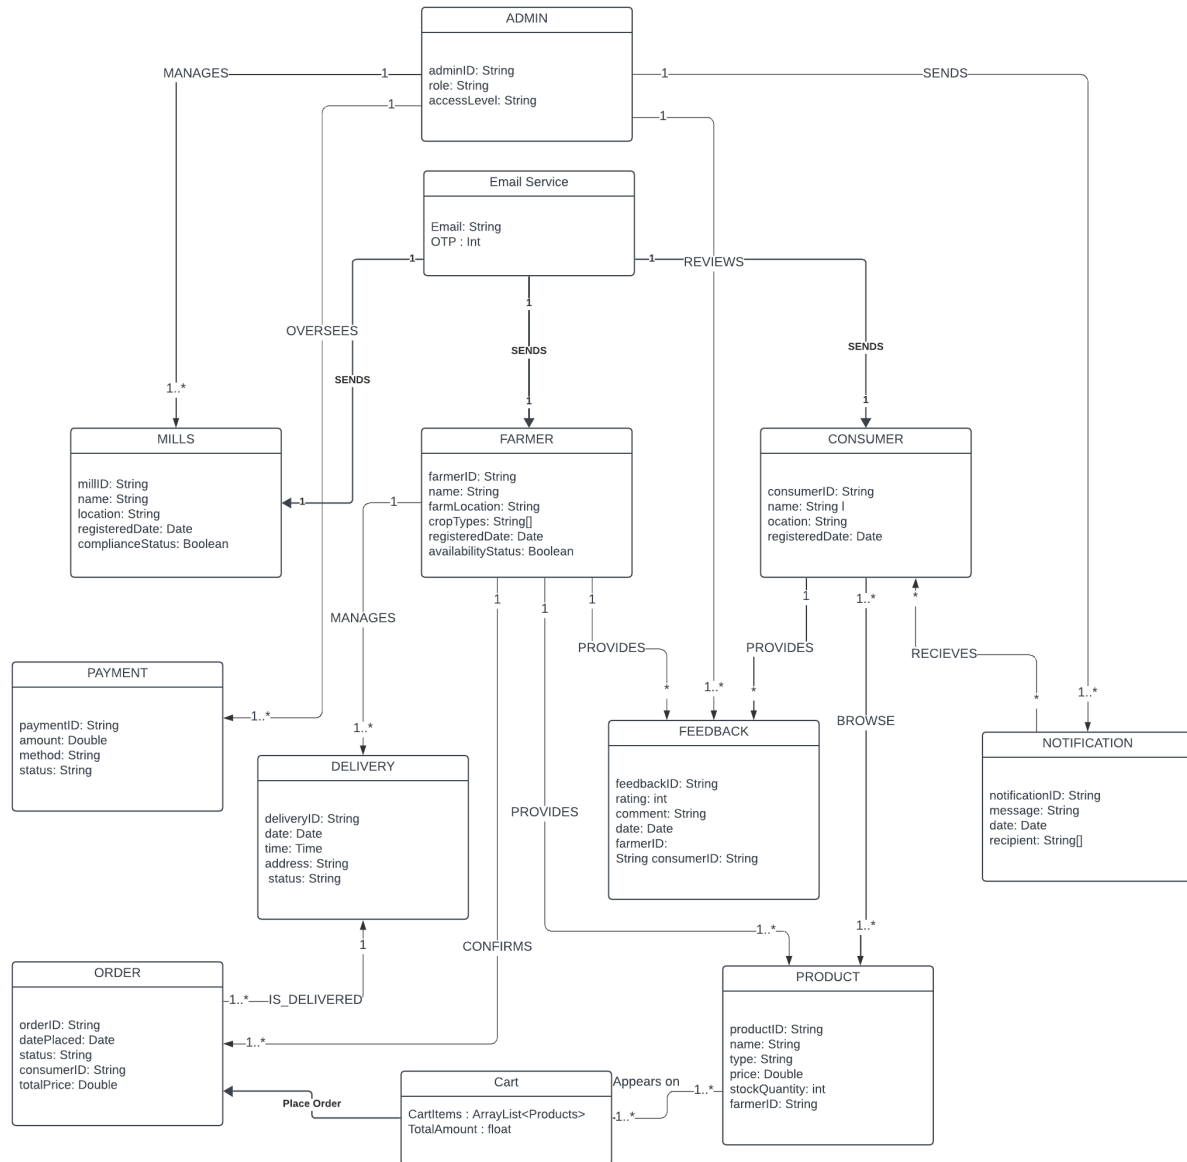 ADMIN
adminID: String
role: String
accessLevel: String
MANAGES
1
1
1
SENDS
1
Email Service
Email: String
OTP : Int
1
1
REVIEWS
1
OVERSEES
SENDS
SENDS
SENDS
1..*
1
1
MILLS
millID: String
name: String
location: String
registeredDate: Date
complianceStatus: Boolean
1
FARMER
farmerID: String
name: String
farmLocation: String
cropTypes: String[]
registeredDate: Date
availabilityStatus: Boolean
1
CONSUMER
consumerID: String
name: String l
ocation: String
registeredDate: Date
1
1
1
1
1..*
*
MANAGES
PROVIDES
PROVIDES
RECIEVES
PAYMENT
paymentID: String
amount: Double
method: String
status: String
1..*
1..*
*
1..*
*
BROWSE
*
1..*
DELIVERY
deliveryID: String
date: Date
time: Time
address: String
status: String
PROVIDES
FEEDBACK
feedbackID: String
rating: int
comment: String
date: Date
farmerID:
String consumerID: String
NOTIFICATION
notificationID: String
message: String
date: Date
recipient: String[]
1
CONFIRMS
1..*
1..*
ORDER
orderID: String
datePlaced: Date
status: String
consumerID: String
totalPrice: Double
1..*
IS_DELIVERED
1..*
PRODUCT
productID: String
name: String
type: String
price: Double
stockQuantity: int
farmerID: String
Place Order
Cart
CartItems : ArrayList<Products>
TotalAmount : float
Appears on
1..*
1..*